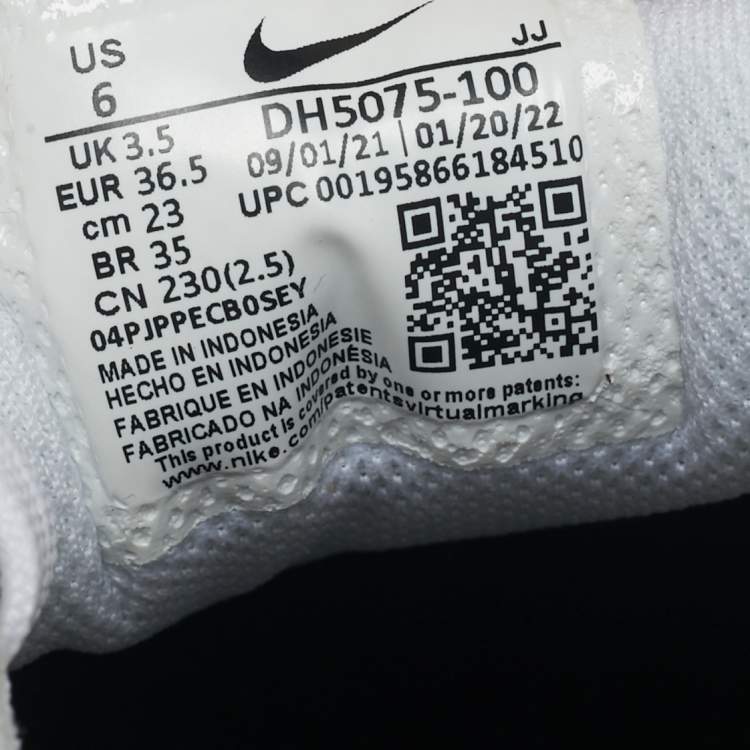 US
6
JJ
DH5075-100
UK 3.5
09/01/21 | 01/20/22
EUR 36.5
UPC 00195866184510
cm 23
BR 35
CN 230(2.5)
04PJPPECB0SEY
MADE IN INDONESIA
HECHO EN INDONESIA
FABRIQUE EN INDONESIE
FABRICADO NA INDONÉSIA
This product is covered by one or more patents:
www.nike.com/patentsvirtualmarking